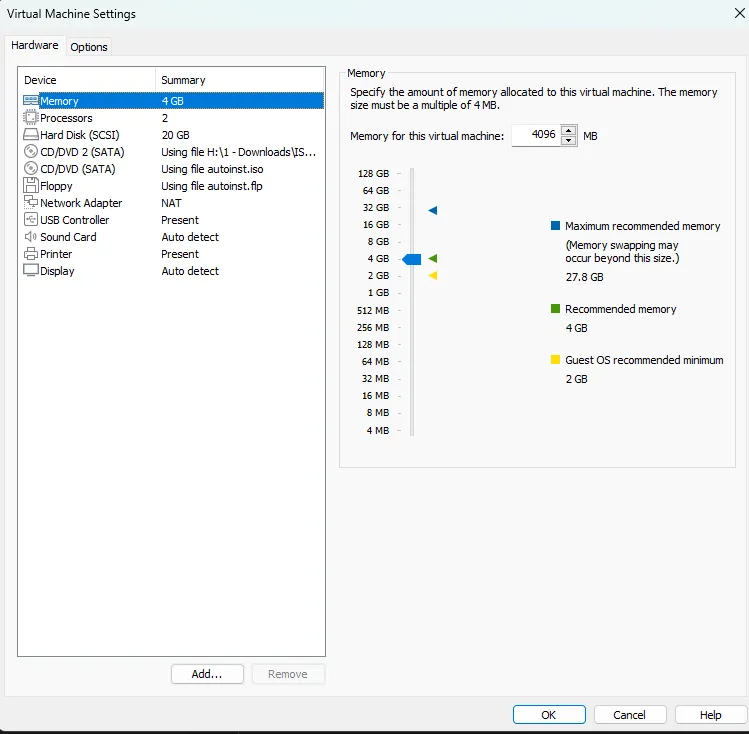 Virtual Machine Settings
Hardware Options
Device Summary
Memory 4 GB
Processors 2
Hard Disk (SCSI) 20 GB
CD/DVD 2 (SATA) Using file H:\1 - Downloads\IS...
CD/DVD (SATA) Using file autoinst.iso
Floppy Using file autoinst.flp
Network Adapter NAT
USB Controller Present
Sound Card Auto detect
Printer Present
Display Auto detect
Add...
Remove
Memory
Specify the amount of memory allocated to this virtual machine. The memory
size must be a multiple of 4 MB.
Memory for this virtual machine: 4096 MB
128 GB
64 GB
32 GB
16 GB
8 GB
4 GB
2 GB
1 GB
512 MB
256 MB
128 MB
64 MB
32 MB
16 MB
8 MB
4 MB
Maximum recommended memory
(Memory swapping may
occur beyond this size.)
27.8 GB
Recommended memory
4 GB
Guest OS recommended minimum
2 GB
OK
Cancel
Help